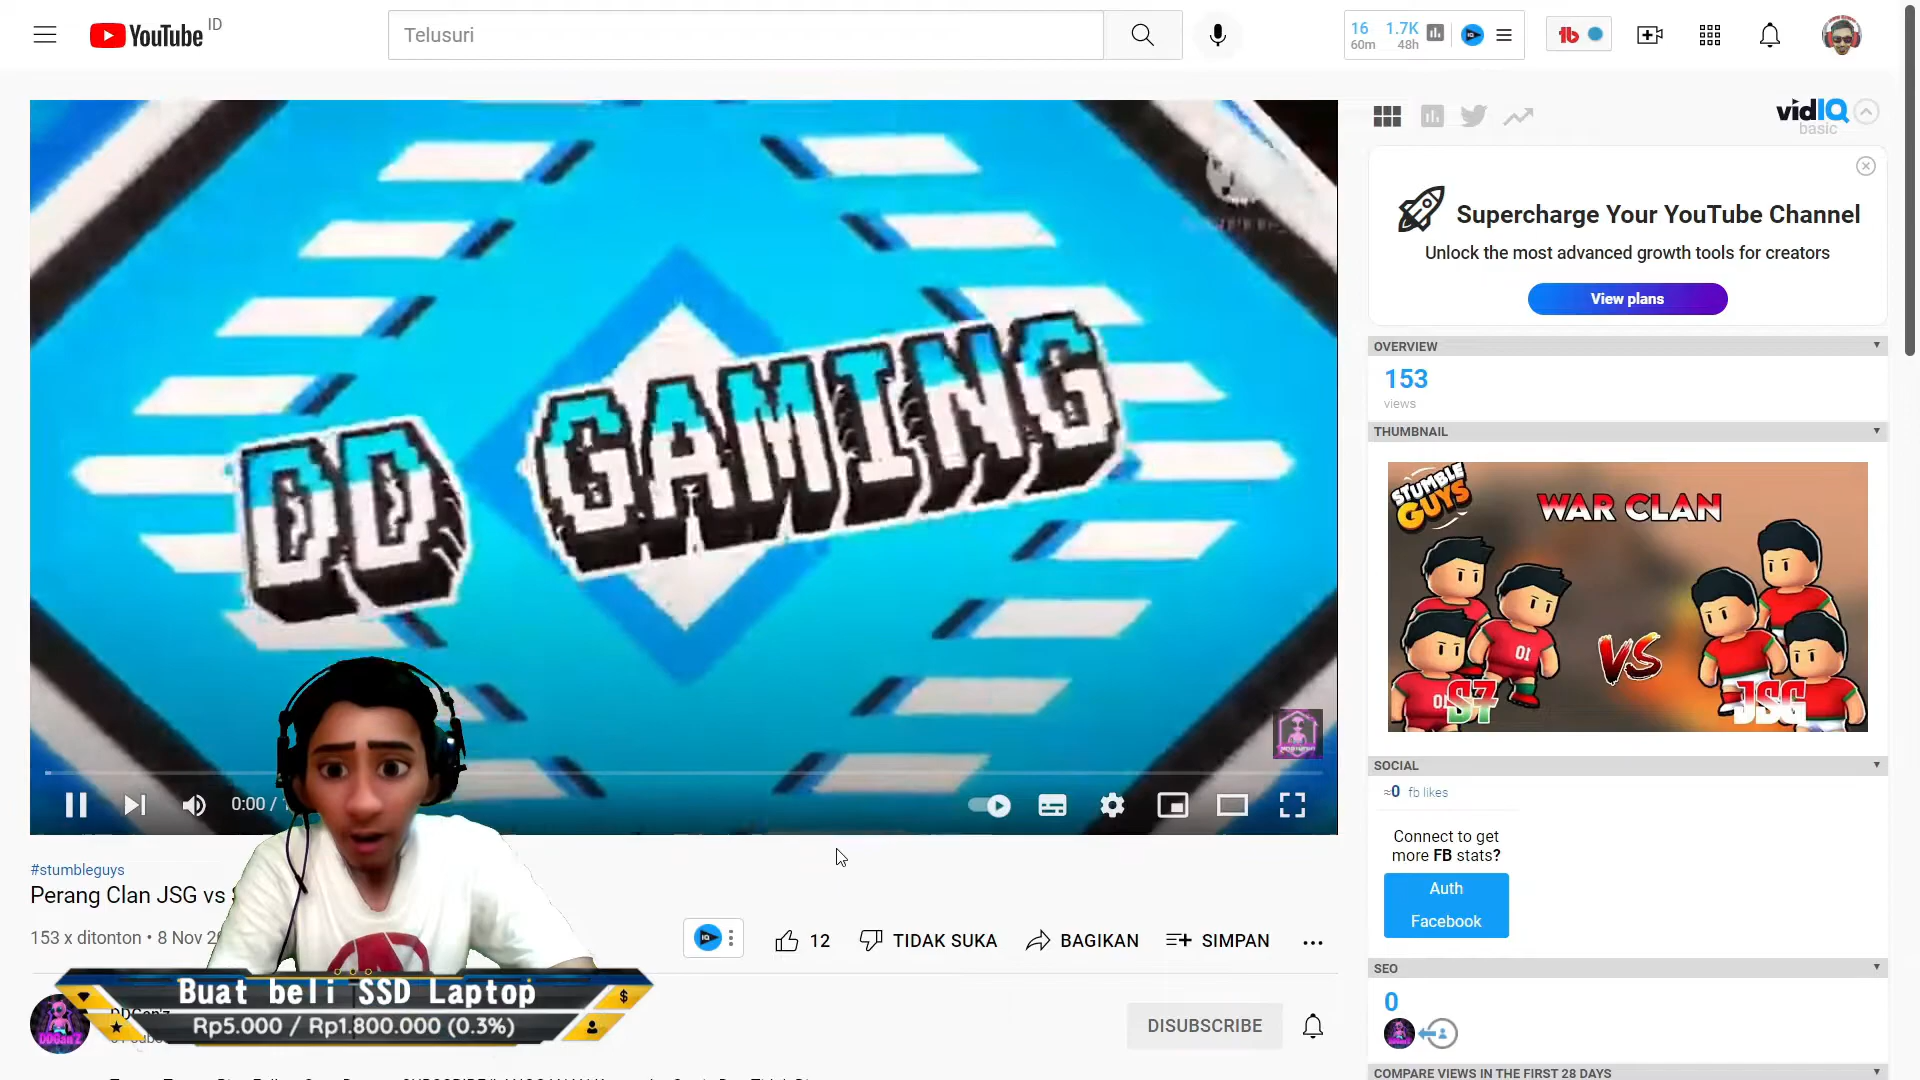 YouTube ID
Telusuri
16 1.7K
60m 48h
DD GAMING
vidIQ
basic
Supercharge Your YouTube Channel
Unlock the most advanced growth tools for creators
View plans
OVERVIEW
153
views
THUMBNAIL
STUMBLE
GUYS
WAR CLAN
01
VS
S7
JSG
SOCIAL
≈0 fb likes
Connect to get
more FB stats?
Auth
Facebook
SEO
0
COMPARE VIEWS IN THE FIRST 28 DAYS
0:00 /
#stumbleguys
Perang Clan JSG vs
153 x ditonton • 8 Nov
12 TIDAK SUKA BAGIKAN SIMPAN
Buat beli SSD Laptop
Rp5.000 / Rp1.800.000 (0.3%)
DISUBSCRIBE